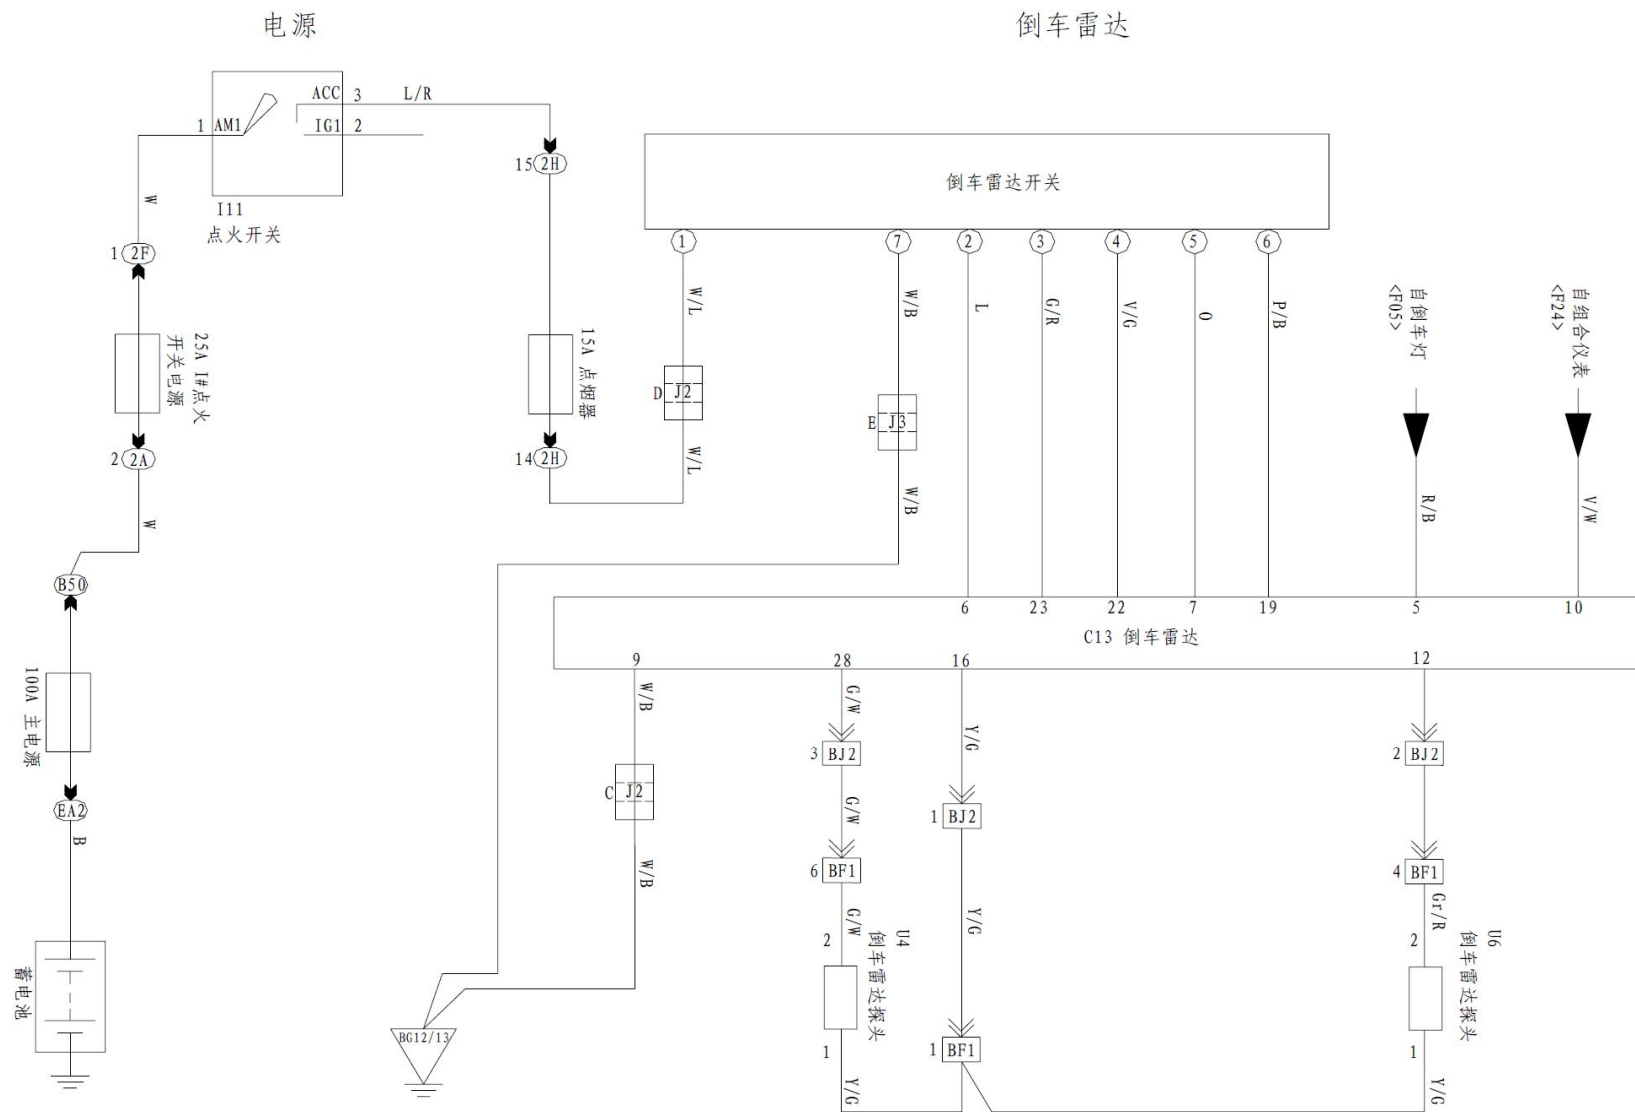 电源
倒车雷达
ACC 3 L/R
1 AM1
IG1 2
I11
点火开关
W
1 2F
25A I#点火
开关电源
2 2A
W
B50
100A 主电源
EA2
B
蓄电池
15 2H
15A 点烟器
14 2H
倒车雷达开关
1 7 2 3 4 5 6
W/L W/B L G/R V/G O P/B
D J2
E J3
W/L W/B
自倒车灯
<F05>
自组合仪表
<F24>
R/B V/W
6 23 22 7 19 5 10
C13 倒车雷达
9 28 16 12
W/B G/W Y/G
3 BJ2
2 BJ2
C J2
1 BJ2
G/W
6 BF1
4 BF1
W/B G/W Y/G Gr/R
2
U4
倒车雷达探头
2
U6
倒车雷达探头
BG12/13
1
1 BF1
1
Y/G Y/G